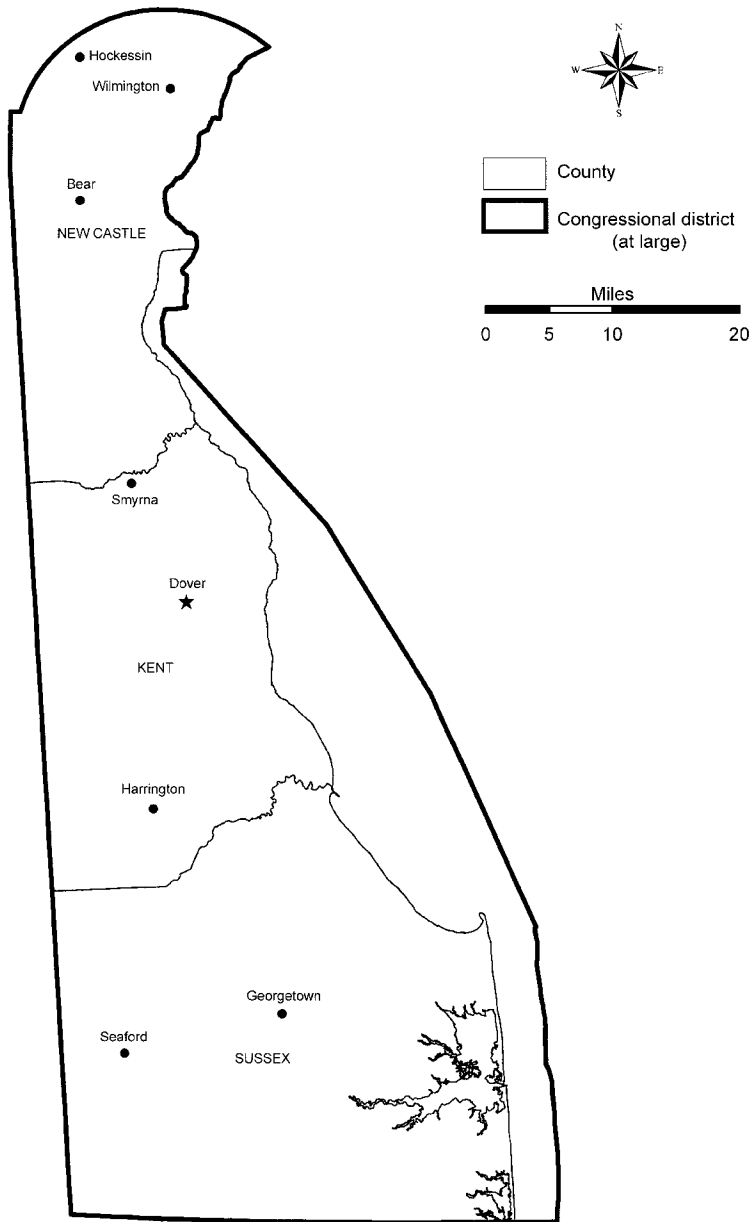 Hockessin
Wilmington
Bear
NEW CASTLE
Smyrna
Dover
KENT
Harrington
Georgetown
Seaford
SUSSEX
N
W E
S
County
Congressional district
(at large)
Miles
0 5 10 20